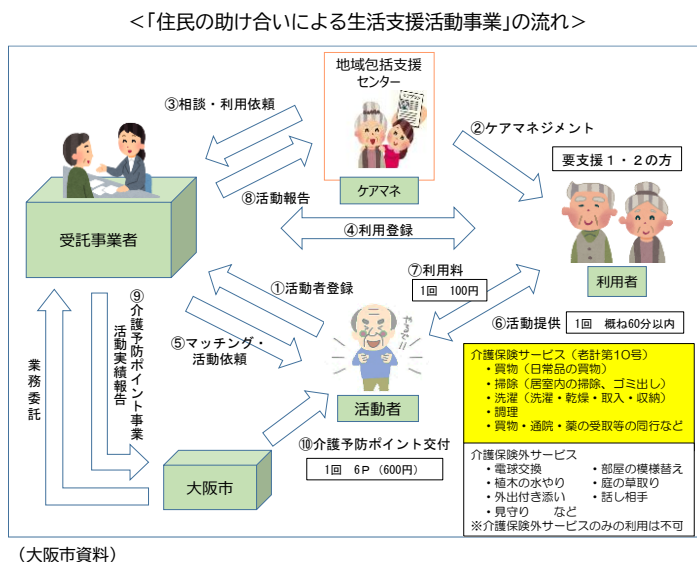 ＜「住民の助け合いによる生活支援活動事業」の流れ＞
地域包括支援
センター
③相談・利用依頼
②ケアマネジメント
要支援１・２の方
ケアマネ
⑧活動報告
受託事業者
④利用登録
利用者
⑦利用料
1回　100円
①活動者登録
⑥活動提供
1回　概ね60分以内
⑨介護予防ポイント事業
活動実績報告
業務委託
⑤マッチング・
活動依頼
やるぞ!!
活動者
介護保険サービス（老計第10号）
・買物（日常品の買物）
・掃除（居室内の掃除、ゴミ出し）
・洗濯（洗濯・乾燥・取入・収納）
・調理
・買物・通院・薬の受取等の同行など
⑩介護予防ポイント交付
1回　6Ｐ（600円）
大阪市
介護保険外サービス
・電球交換　・部屋の模様替え
・植木の水やり　・庭の草取り
・外出付き添い　・話し相手
・見守り　など
※介護保険外サービスのみの利用は不可
（大阪市資料）